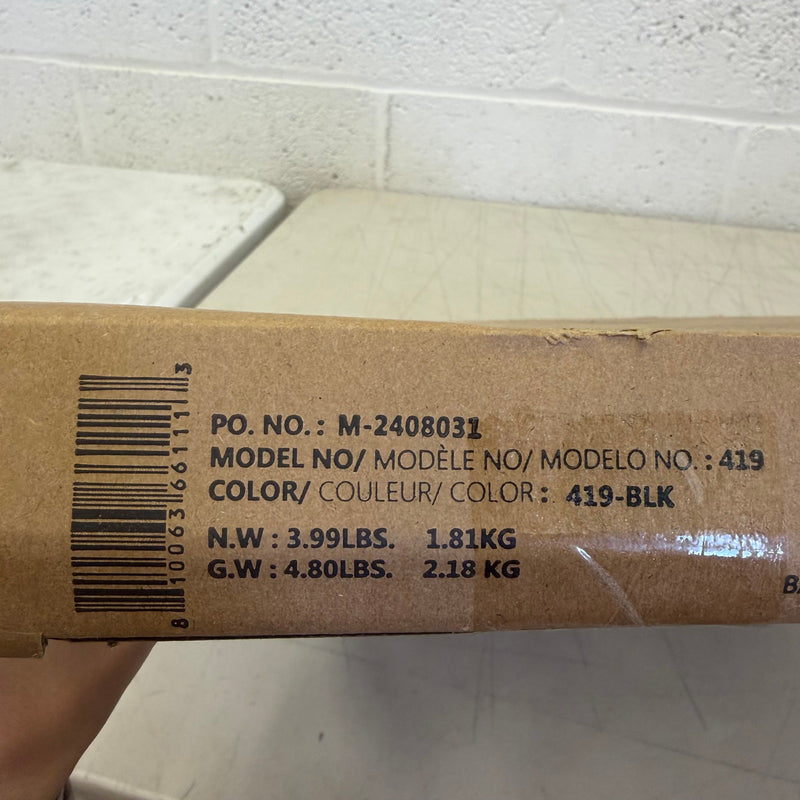 PO. NO. : M-2408031
MODEL NO/ MODÈLE NO/ MODELO NO. : 419
COLOR/ COULEUR/ COLOR : 419-BLK
N.W : 3.99LBS. 1.81KG
G.W : 4.80LBS. 2.18 KG
8 10063 66111 3